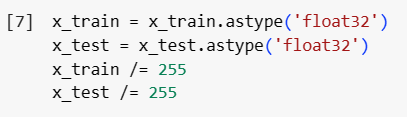 [7] x_train = x_train.astype('float32')
x_test = x_test.astype('float32')
x_train /= 255
x_test /= 255